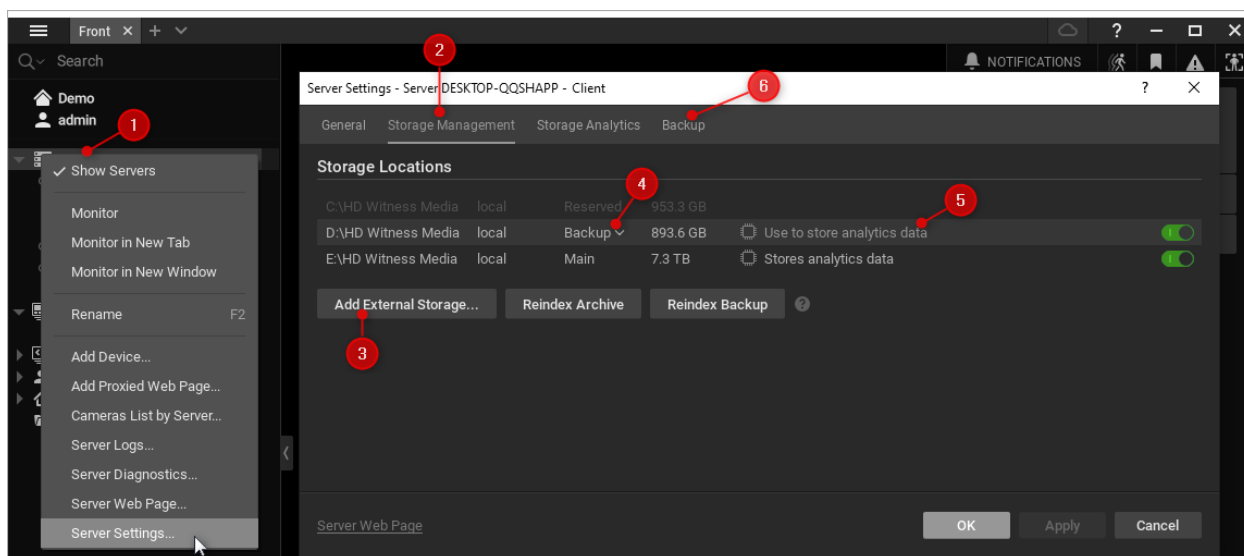 Front
2
Search
NOTIFICATIONS
Server Settings - Server DESKTOP-QQSHAPP - Client
6
Demo
admin
1
General Storage Management Storage Analytics Backup
Show Servers
Storage Locations
4
C:\HD Witness Media local Reserved 953.3 GB
5
Monitor
D:\HD Witness Media local Backup 893.6 GB Use to store analytics data
Monitor in New Tab
E:\HD Witness Media local Main 7.3 TB Stores analytics data
Monitor in New Window
Add External Storage... Reindex Archive Reindex Backup ?
Rename F2
3
Add Device...
Add Proxied Web Page...
Cameras List by Server...
Server Logs...
Server Diagnostics...
Server Web Page...
Server Settings...
Server Web Page OK Apply Cancel